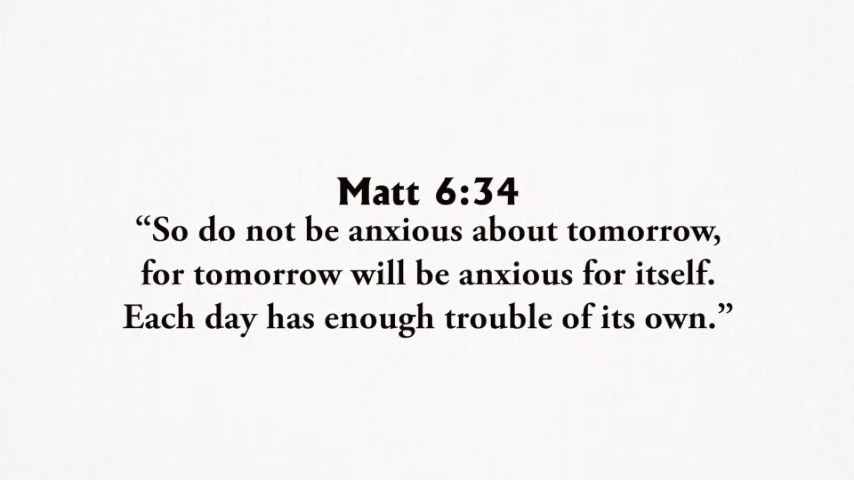 Matt 6:34
“So do not be anxious about tomorrow,
for tomorrow will be anxious for itself.
Each day has enough trouble of its own.”